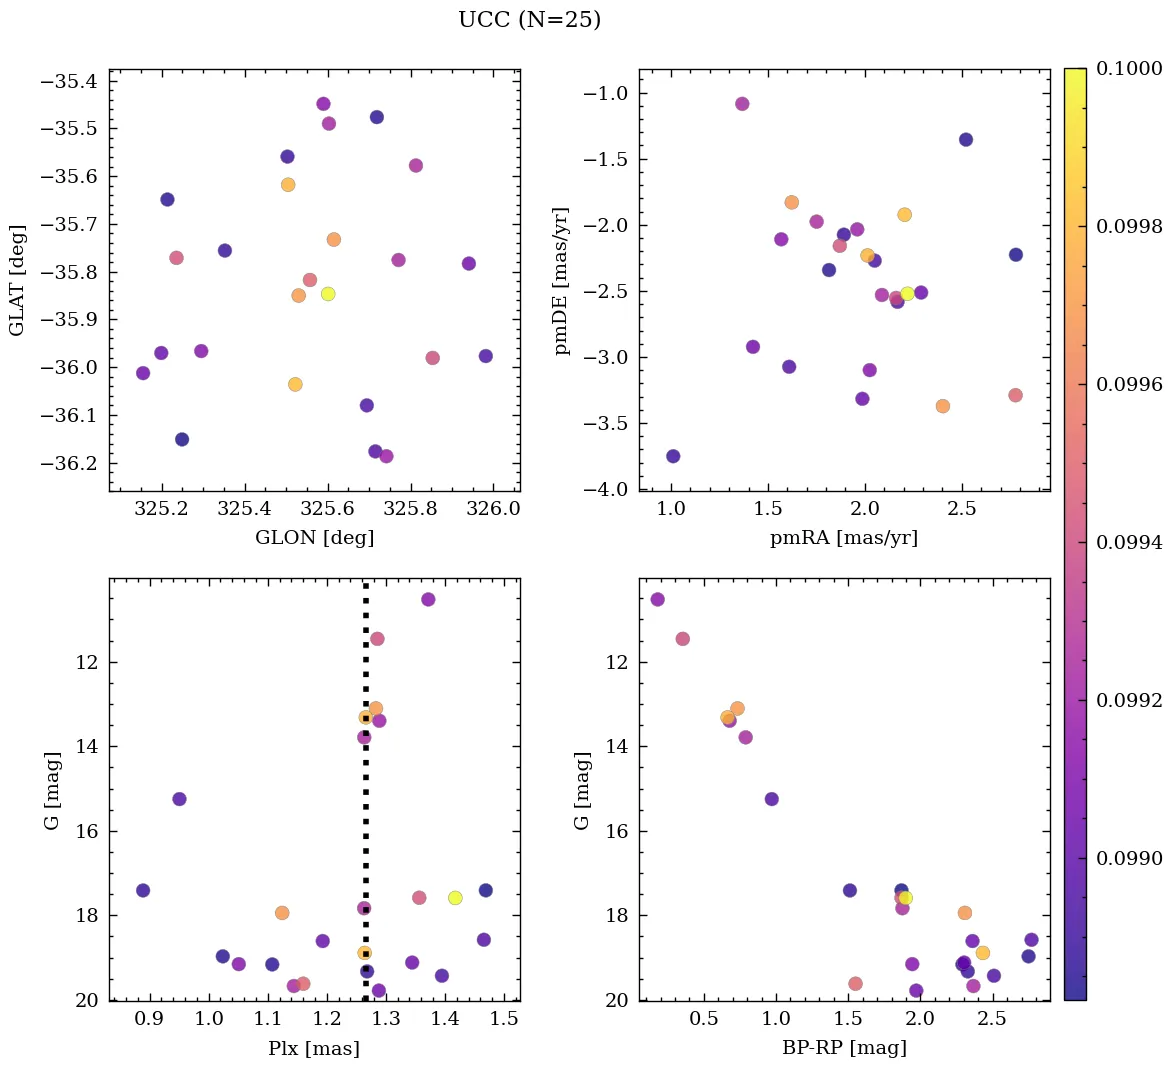 UCC (N=25)
−35.4
−35.5
−35.6
−35.7
−35.8
−35.9
−36.0
−36.1
−36.2
GLAT [deg]
325.2 325.4 325.6 325.8 326.0
GLON [deg]
−1.0
−1.5
−2.0
−2.5
−3.0
−3.5
−4.0
pmDE [mas/yr]
1.0 1.5 2.0 2.5
pmRA [mas/yr]
12
14
16
18
20
G [mag]
0.9 1.0 1.1 1.2 1.3 1.4 1.5
Plx [mas]
12
14
16
18
20
G [mag]
0.5 1.0 1.5 2.0 2.5
BP-RP [mag]
0.1000
0.0998
0.0996
0.0994
0.0992
0.0990